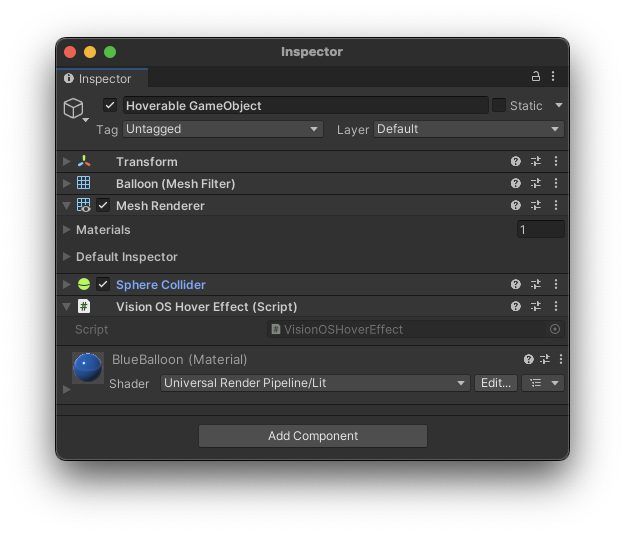 Inspector
Inspector
Hoverable GameObject
Static
Tag Untagged
Layer Default
Transform
Balloon (Mesh Filter)
Mesh Renderer
Materials
1
Default Inspector
Sphere Collider
#
Vision OS Hover Effect (Script)
Script
# VisionOSHoverEffect
BlueBalloon (Material)
Shader Universal Render Pipeline/Lit
Edit...
Add Component